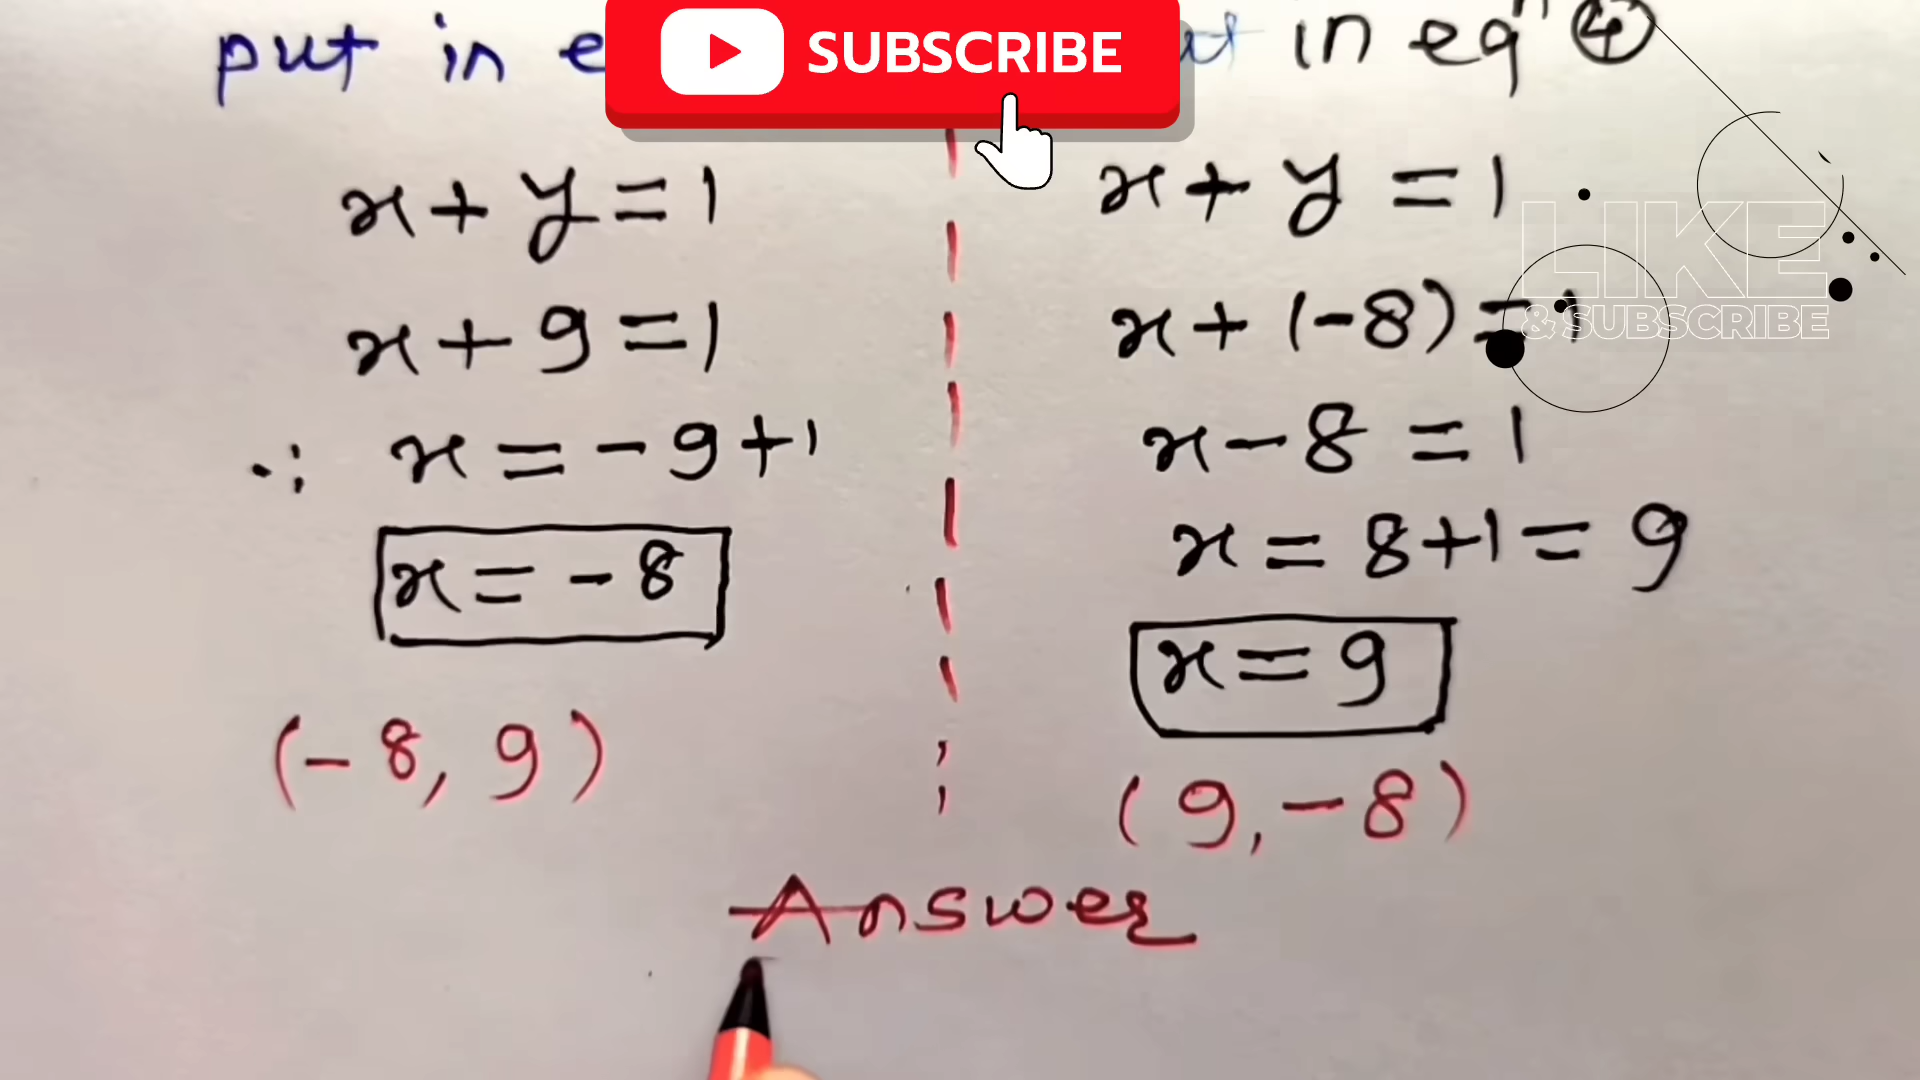 put in
SUBSCRIBE
in eqⁿ ④
x + y = 1
x + 9 = 1
∴ x = - 9 + 1
x = - 8
(- 8, 9)
x + y = 1
x + (-8) = 1
x - 8 = 1
x = 8 + 1 = 9
x = 9
(9, - 8)
Answer
LIKE
& SUBSCRIBE